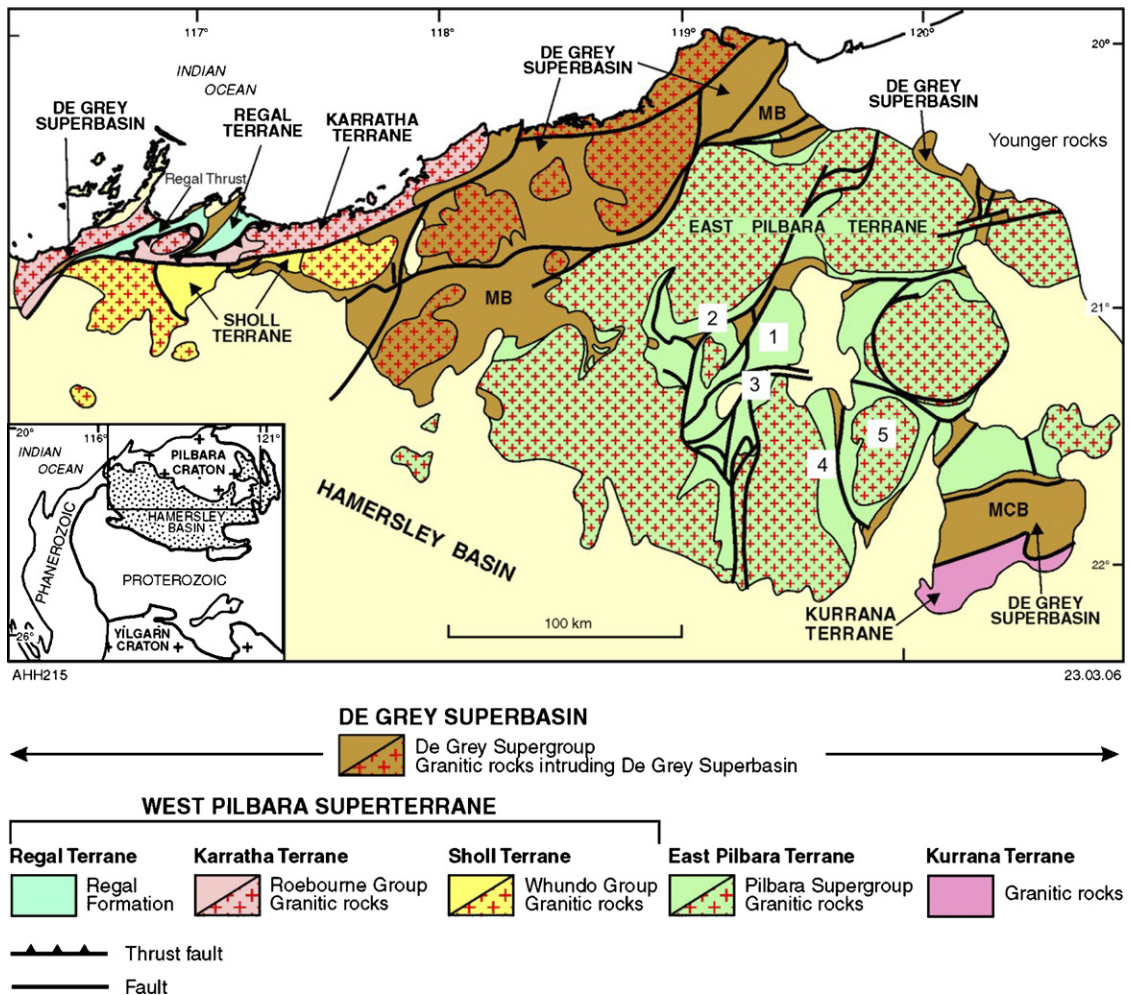 117°
118°
119°
120°
20°
21°
22°
INDIAN
OCEAN
DE GREY
SUPERBASIN
REGAL
TERRANE
KARRATHA
TERRANE
DE GREY
SUPERBASIN
MB
DE GREY
SUPERBASIN
Younger rocks
Regal Thrust
EAST PILBARA TERRANE
MB
SHOLL
TERRANE
2
1
3
5
4
HAMERSLEY BASIN
MCB
KURRANA
TERRANE
DE GREY
SUPERBASIN
100 km
20°
116°
121°
INDIAN
OCEAN
PILBARA
CRATON
HAMERSLEY
BASIN
PHANEROZOIC
PROTEROZOIC
26°
YILGARN
CRATON
AHH215
23.03.06
DE GREY SUPERBASIN
De Grey Supergroup
Granitic rocks intruding De Grey Superbasin
WEST PILBARA SUPERTERRANE
Regal Terrane
Karratha Terrane
Sholl Terrane
East Pilbara Terrane
Kurrana Terrane
Regal
Formation
Roebourne Group
Granitic rocks
Whundo Group
Granitic rocks
Pilbara Supergroup
Granitic rocks
Granitic rocks
Thrust fault
Fault